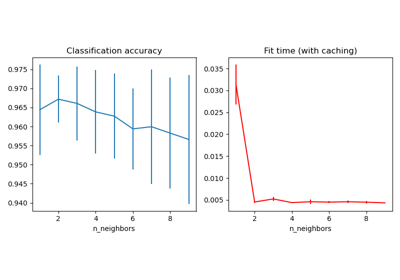 Classification accuracy
Fit time (with caching)
0.975
0.970
0.965
0.960
0.955
0.950
0.945
0.940
2 4 6 8
n_neighbors
0.035
0.030
0.025
0.020
0.015
0.010
0.005
2 4 6 8
n_neighbors